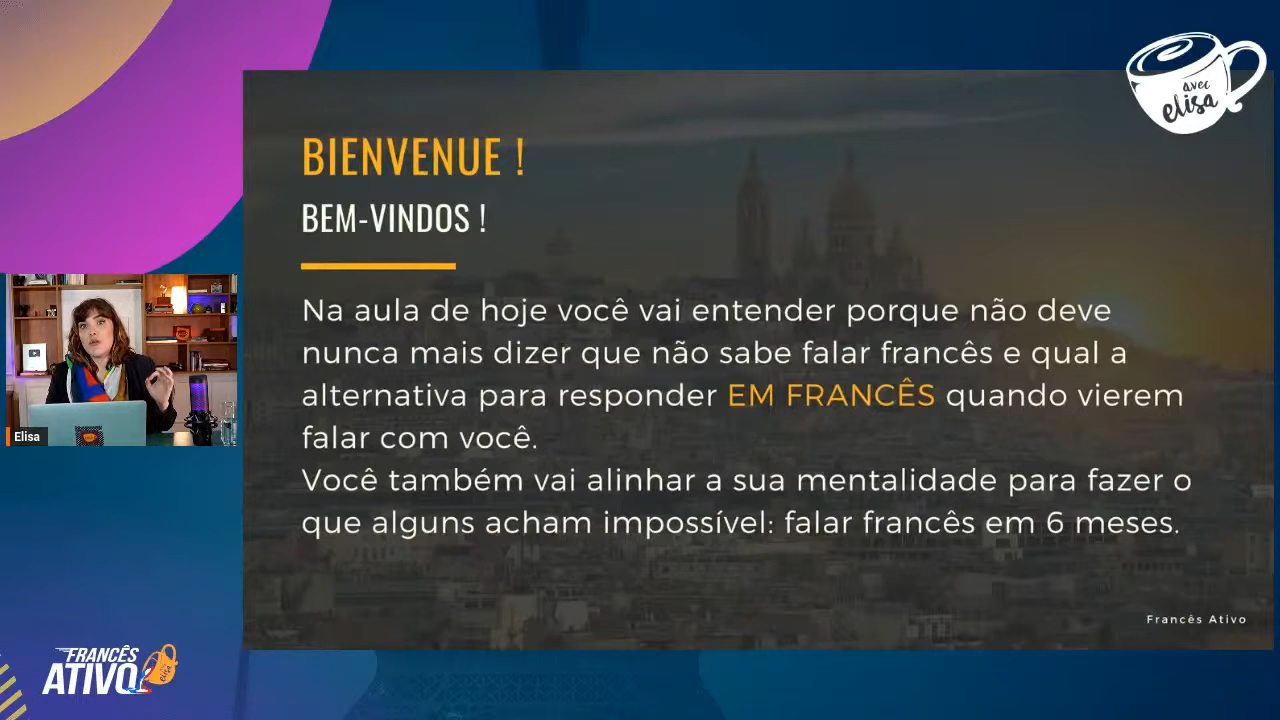 avec
elisa
BIENVENUE !
BEM-VINDOS !
Na aula de hoje você vai entender porque não deve
nunca mais dizer que não sabe falar francês e qual a
alternativa para responder EM FRANCÊS quando vierem
falar com você.
Você também vai alinhar a sua mentalidade para fazer o
que alguns acham impossível: falar francês em 6 meses.
Elisa
Francês Ativo
FRANCÊS
ATIVO